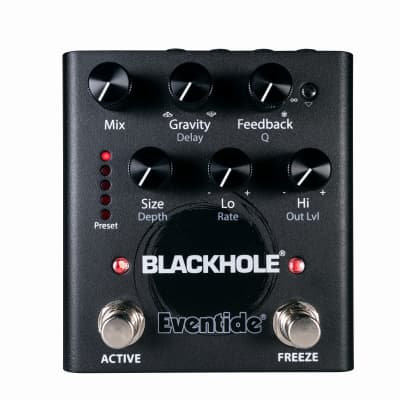 Mix Gravity Feedback
Delay Q
Size Lo Hi
Depth Rate Out Lvl
Preset
BLACKHOLE®
Eventide®
ACTIVE FREEZE